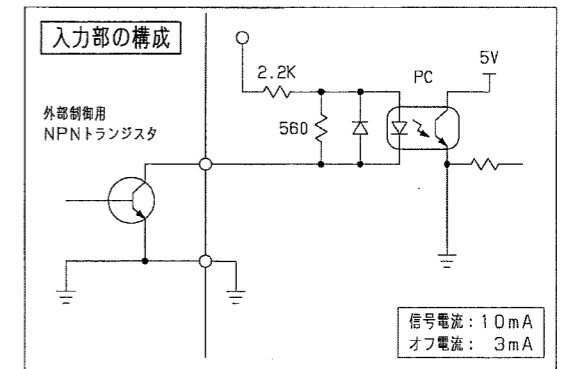 入力部の構成
2.2K
5V
PC
560
外部制御用
NPNトランジスタ
信号電流:10mA
オフ電流: 3mA